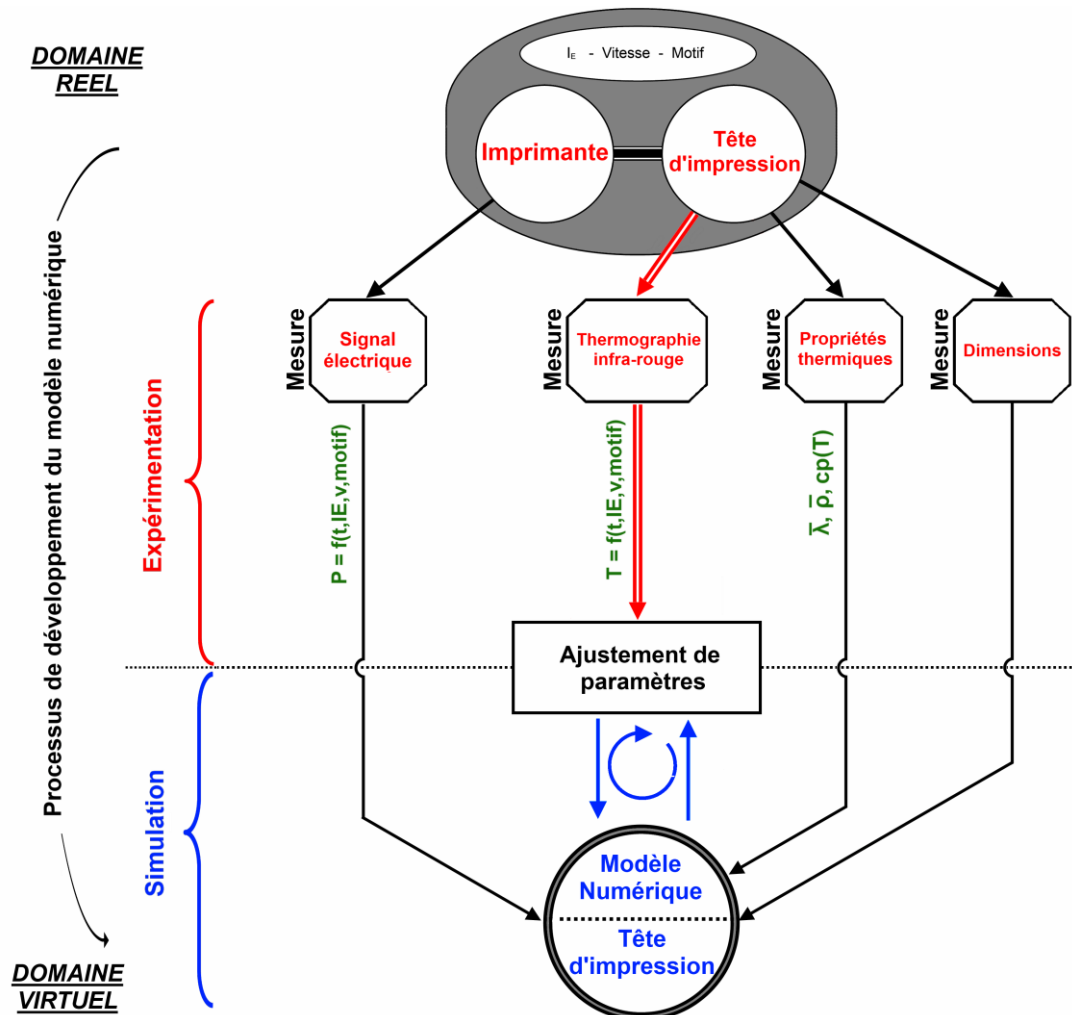 DOMAINE
REEL
I_E - Vitesse - Motif
Imprimante
Tête
d'impression
Processus de développement du modèle numérique
Expérimentation
Mesure
Signal
électrique
Mesure
Thermographie
infra-rouge
Mesure
Propriétés
thermiques
Mesure
Dimensions
P = f(t,IE,v,motif)
T = f(t,IE,v,motif)
λ̅, ρ̅, cp(T)
Ajustement de
paramètres
Simulation
Modèle
Numérique
Tête
d'impression
DOMAINE
VIRTUEL